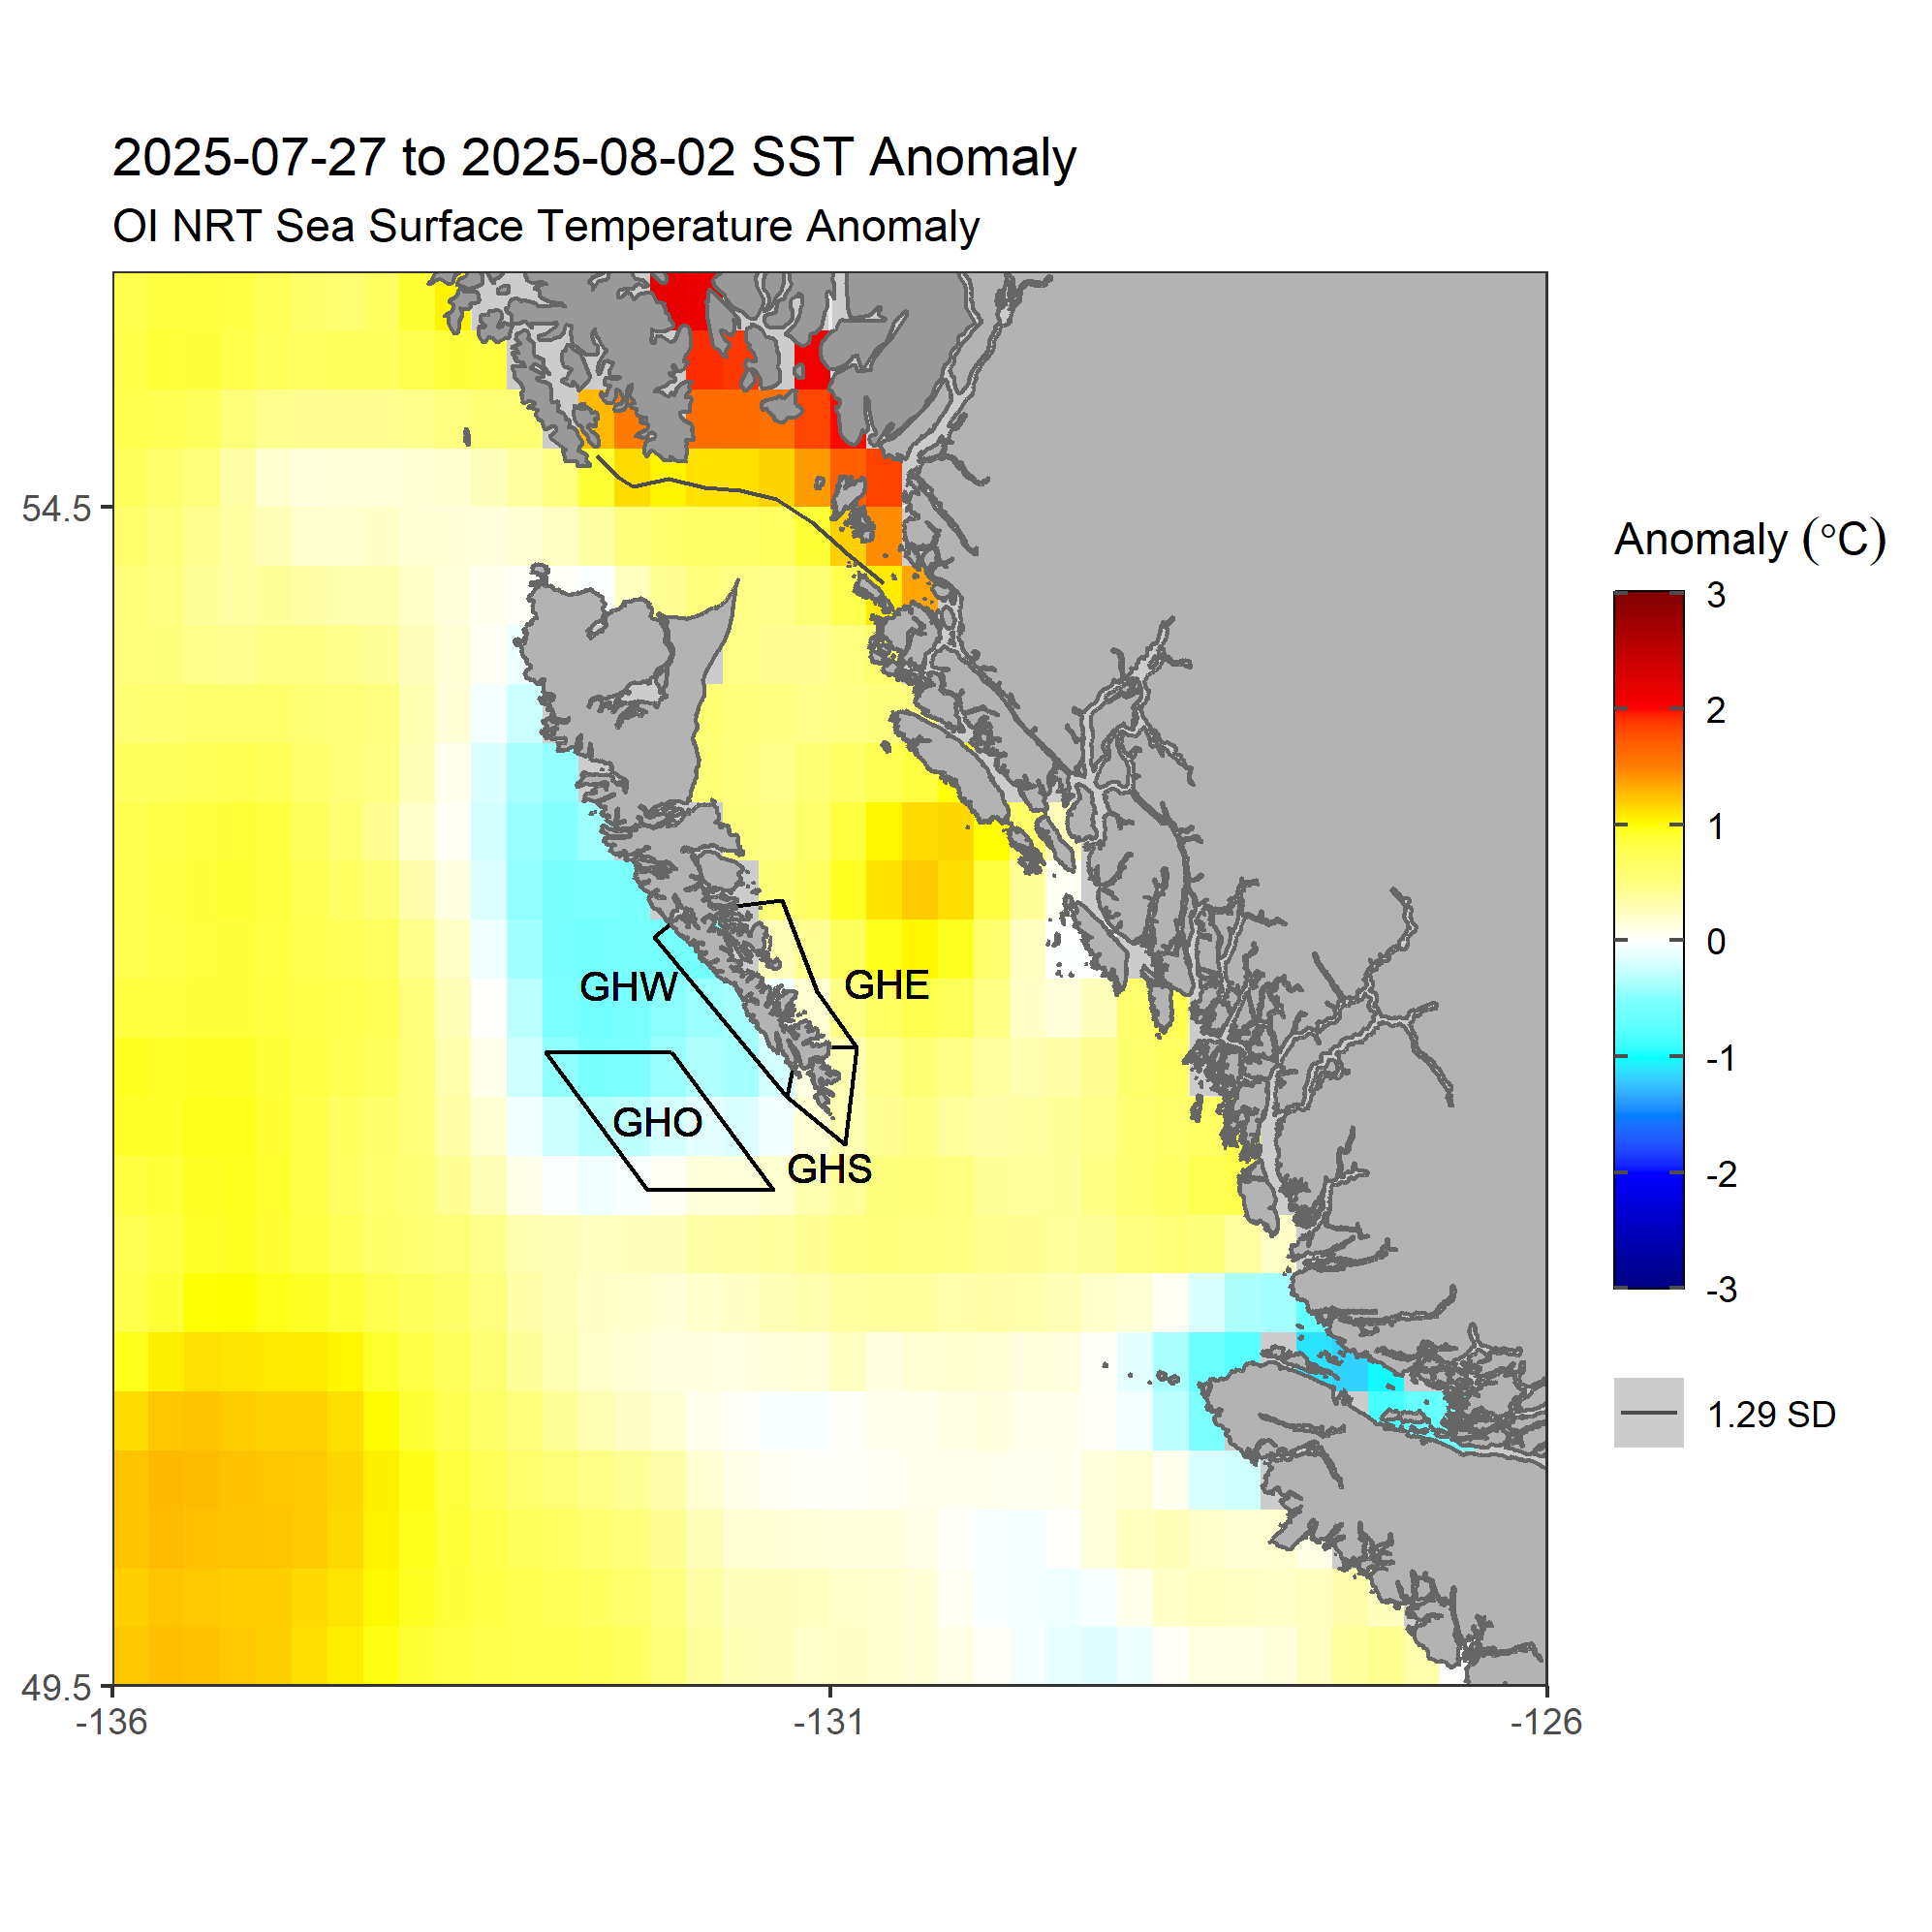 2025-07-27 to 2025-08-02 SST Anomaly
OI NRT Sea Surface Temperature Anomaly
54.5
49.5
-136
-131
-126
GHW
GHE
GHO
GHS
Anomaly (°C)
3
2
1
0
-1
-2
-3
1.29 SD